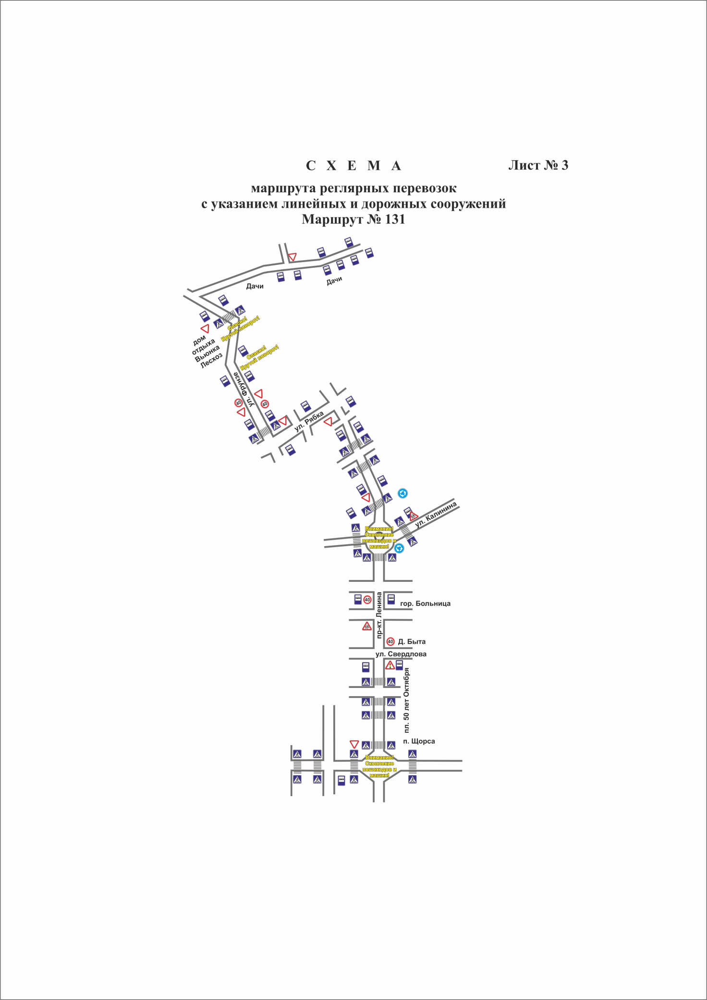 С Х Е М А
Лист № 3
маршрута реглярных перевозок
с указанием линейных и дорожных сооружений
Маршрут № 131
Дачи
Дачи
Опасно!
Крутой поворот!
дом
отдыха
Вьюнка
Лесхоз
Опасно!
Крутой поворот!
ул. Фрунзе
40
40
ул. Рябка
ул. Калинина
Внимание!
Скопление
пошоходов и
машин!
40
гор. Больница
пр-кт. Ленина
40
Д. Быта
ул. Свердлова
пл. 50 лет Октября
п. Щорса
Внимание!
Скопление
пошоходов и
машин!